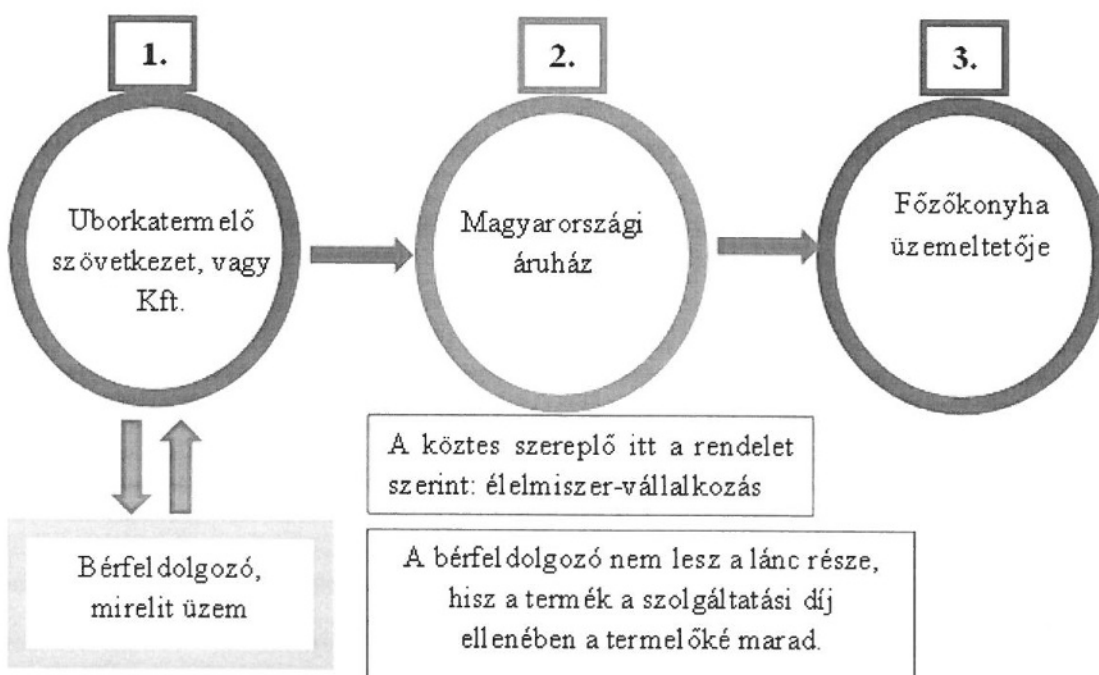 1.
Uborkatermelő
szövetkezet, vagy
Kft.
2.
Magyarországi
áruház
3.
Főzőkonyha
üzemeltetője
Bérfeldolgozó,
mirelit üzem
A köztes szereplő itt a rendelet
szerint: élelmiszer-vállalkozás
A bérfeldolgozó nem lesz a lánc része,
hisz a termék a szolgáltatási díj
ellenében a termelőké marad.